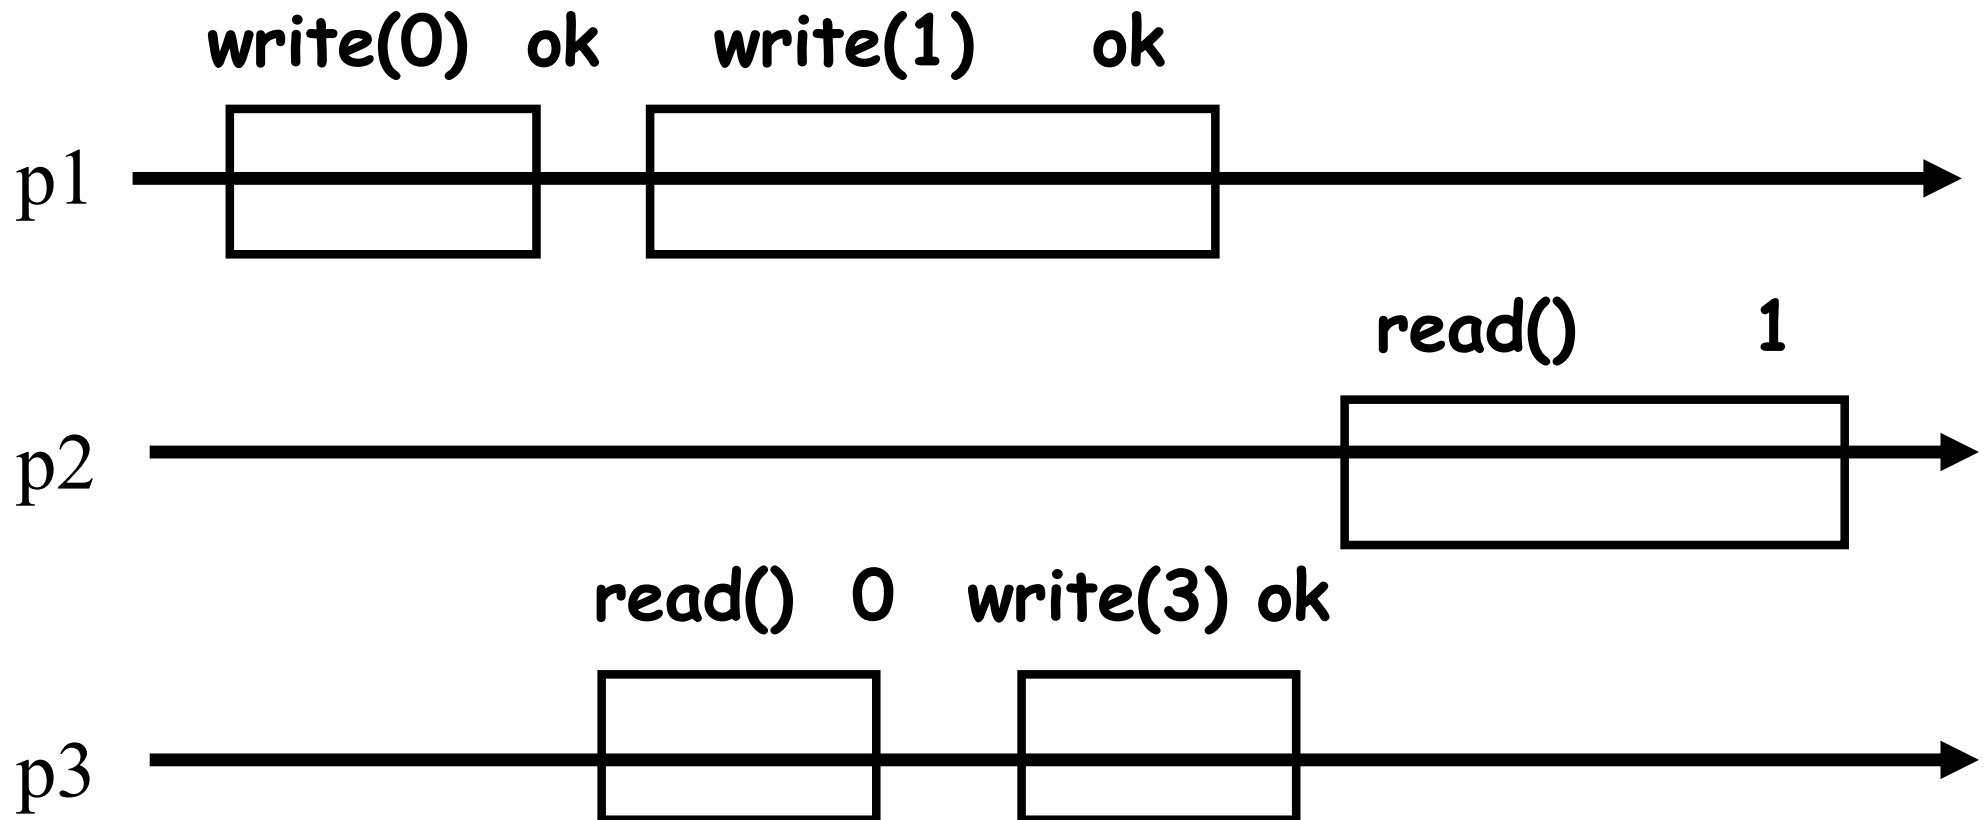 write(0) ok write(1) ok
p1
read() 1
p2
read() 0 write(3) ok
p3